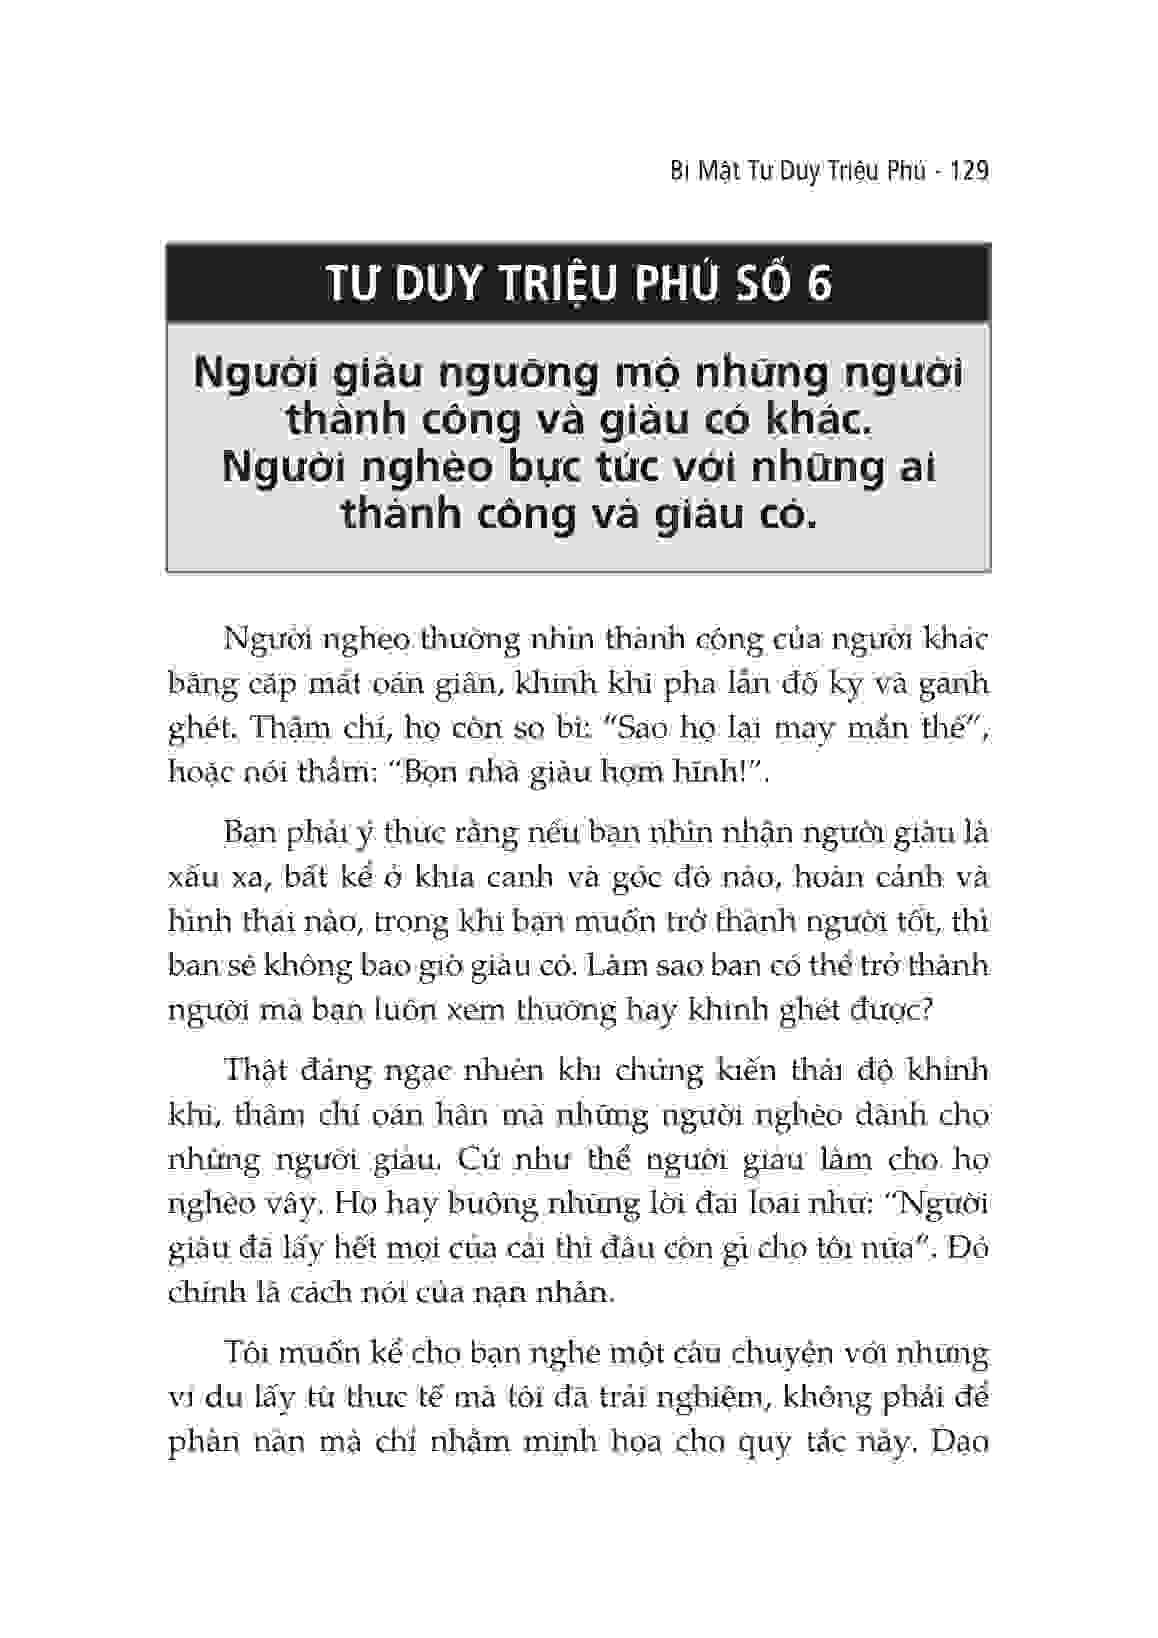 Bí Mật Tư Duy Triệu Phú - 129
TƯ DUY TRIỆU PHÚ SỐ 6
Người giàu ngưỡng mộ những người
thành công và giàu có khác.
Người nghèo bực tức với những ai
thành công và giàu có.
Người nghèo thường nhìn thành công của người khác
bằng cặp mắt oán giận, khinh khi pha lẫn đố kỵ và ganh
ghét. Thậm chí, họ còn so bì: “Sao họ lại may mắn thế”,
hoặc nói thầm: “Bọn nhà giàu hợm hĩnh!”.
Bạn phải ý thức rằng nếu bạn nhìn nhận người giàu là
xấu xa, bất kể ở khía cạnh và góc độ nào, hoàn cảnh và
hình thái nào, trong khi bạn muốn trở thành người tốt, thì
bạn sẽ không bao giờ giàu có. Làm sao bạn có thể trở thành
người mà bạn luôn xem thường hay khinh ghét được?
Thật đáng ngạc nhiên khi chứng kiến thái độ khinh
khi, thậm chí oán hận mà những người nghèo dành cho
những người giàu. Cứ như thể người giàu làm cho họ
nghèo vậy. Họ hay buông những lời đại loại như: “Người
giàu đã lấy hết mọi của cải thì đâu còn gì cho tôi nữa”. Đó
chính là cách nói của nạn nhân.
Tôi muốn kể cho bạn nghe một câu chuyện với những
ví dụ lấy từ thực tế mà tôi đã trải nghiệm, không phải để
phàn nàn mà chỉ nhằm minh họa cho quy tắc này. Dạo